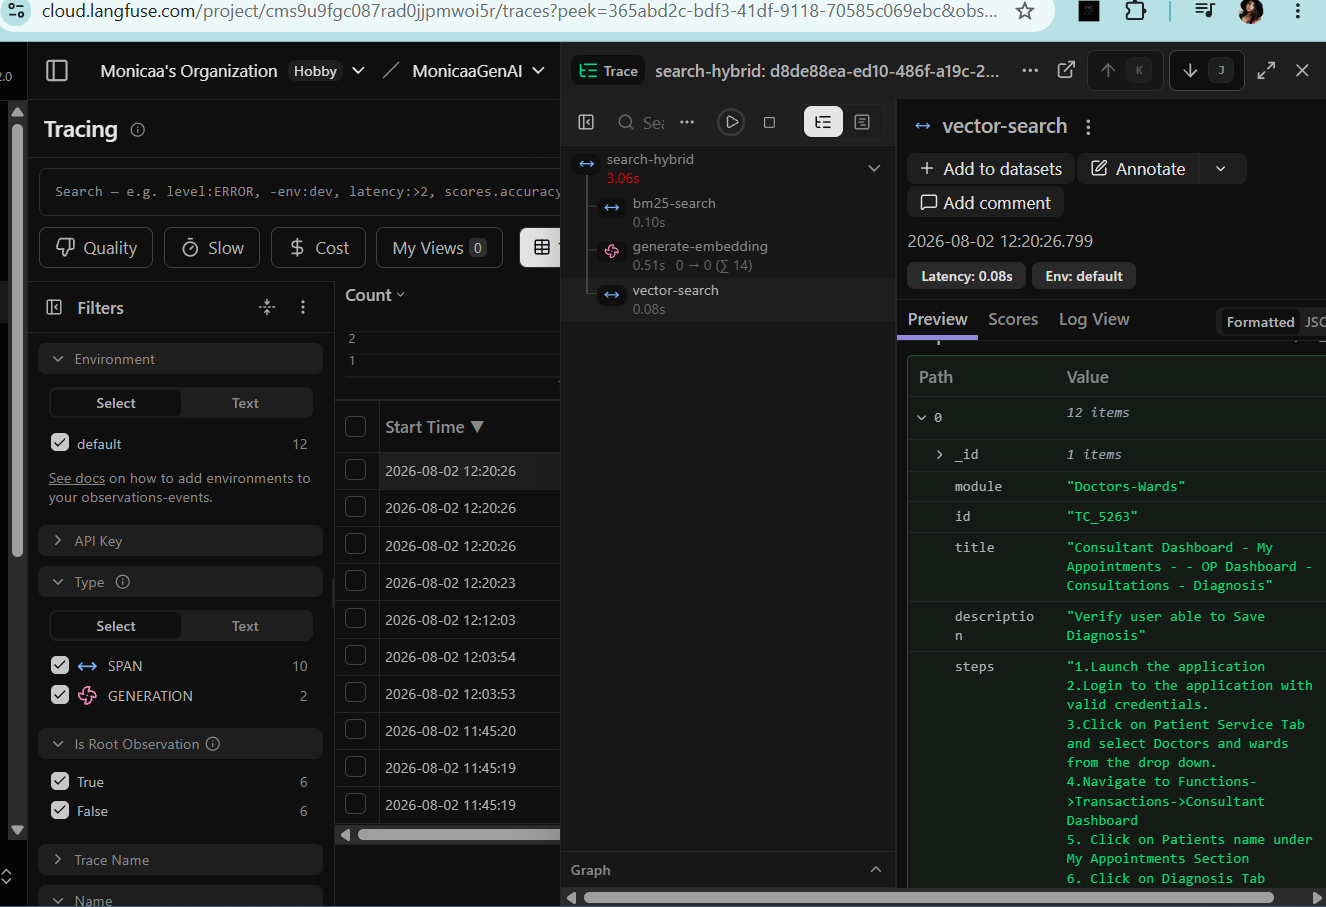 cloud.langfuse.com/project/cms9u9fgc087rad0jjpmwoi5r/traces?peek=365abd2c-bdf3-41df-9118-70585c069ebc&obs...
2.0
Monicaa's Organization Hobby / MonicaaGenAI
Tracing
Search — e.g. level:ERROR, -env:dev, latency:>2, scores.accuracy
Quality
Slow
Cost
My Views 0
Filters
Environment
Select Text
default 12
See docs on how to add environments to
your observations-events.
API Key
Type
Select Text
SPAN 10
GENERATION 2
Is Root Observation
True 6
False 6
Trace Name
Name
Count
2
1
Start Time ▼
2026-08-02 12:20:26
2026-08-02 12:20:26
2026-08-02 12:20:26
2026-08-02 12:20:23
2026-08-02 12:12:03
2026-08-02 12:03:54
2026-08-02 12:03:53
2026-08-02 11:45:20
2026-08-02 11:45:19
2026-08-02 11:45:19
Trace search-hybrid: d8de88ea-ed10-486f-a19c-2...
K
J
Sea
search-hybrid
3.06s
bm25-search
0.10s
generate-embedding
0.51s 0 → 0 (∑ 14)
vector-search
0.08s
Graph
vector-search
Add to datasets
Annotate
Add comment
2026-08-02 12:20:26.799
Latency: 0.08s
Env: default
Preview Scores Log View
Formatted JSO
Path Value
0 12 items
_id 1 items
module "Doctors-Wards"
id "TC_5263"
title "Consultant Dashboard - My
Appointments - - OP Dashboard -
Consultations - Diagnosis"
descriptio "Verify user able to Save
n Diagnosis"
steps "1.Launch the application
2.Login to the application with
valid credentials.
3.Click on Patient Service Tab
and select Doctors and wards
from the drop down.
4.Navigate to Functions-
>Transactions->Consultant
Dashboard
5. Click on Patients name under
My Appointments Section
6. Click on Diagnosis Tab